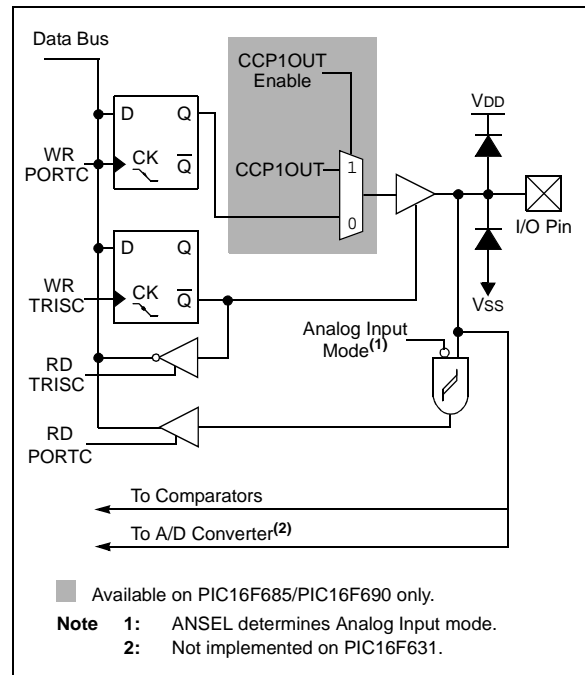 Data Bus
CCP1OUT
Enable
VDD
D Q
WR
PORTC
CK Q
CCP1OUT
1
0
I/O Pin
D Q
WR
TRISC
CK Q
VSS
Analog Input
Mode(1)
RD
TRISC
RD
PORTC
To Comparators
To A/D Converter(2)
Available on PIC16F685/PIC16F690 only.
Note 1: ANSEL determines Analog Input mode.
2: Not implemented on PIC16F631.